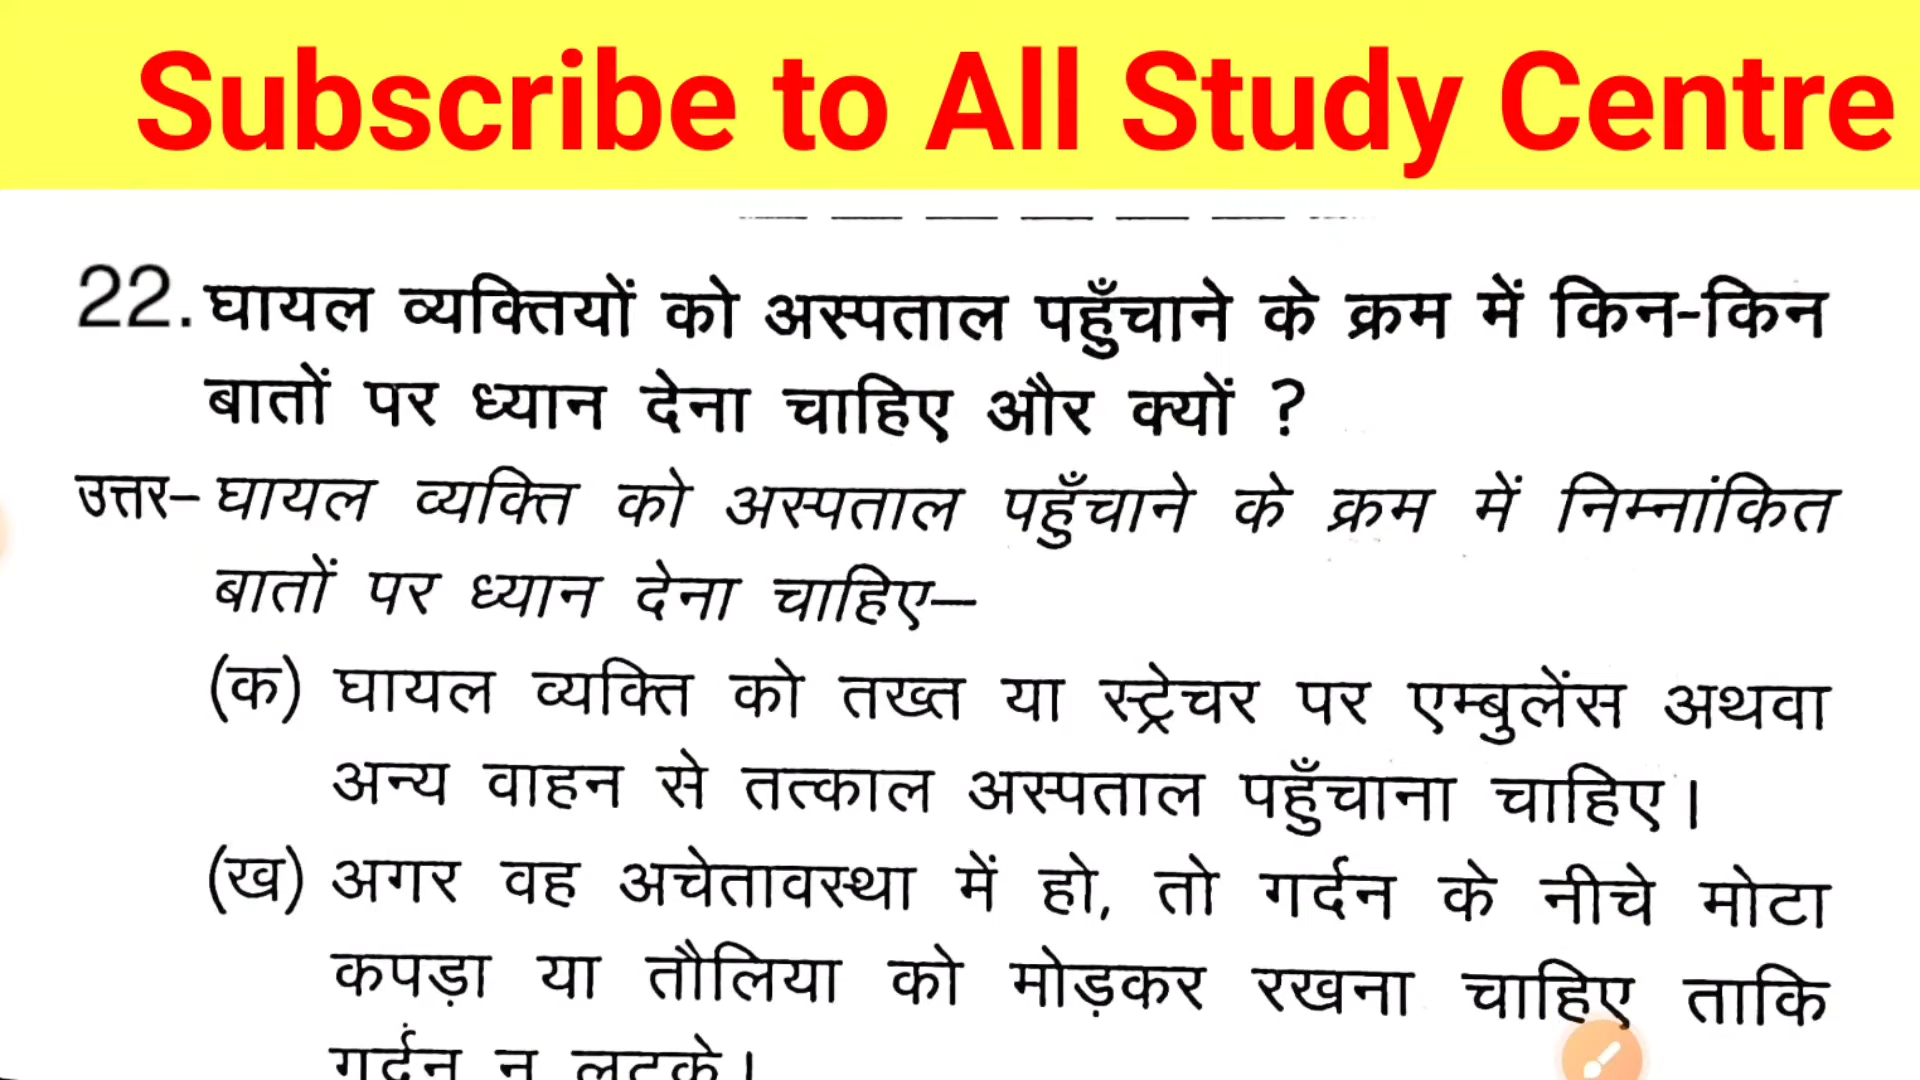 Subscribe to All Study Centre
22. घायल व्यक्तियों को अस्पताल पहुँचाने के क्रम में किन-किन
बातों पर ध्यान देना चाहिए और क्यों ?
उत्तर– घायल व्यक्ति को अस्पताल पहुँचाने के क्रम में निम्नांकित
बातों पर ध्यान देना चाहिए—
(क) घायल व्यक्ति को तख्त या स्ट्रेचर पर एम्बुलेंस अथवा
अन्य वाहन से तत्काल अस्पताल पहुँचाना चाहिए।
(ख) अगर वह अचेतावस्था में हो, तो गर्दन के नीचे मोटा
कपड़ा या तौलिया को मोड़कर रखना चाहिए ताकि
गर्दन न लटके।